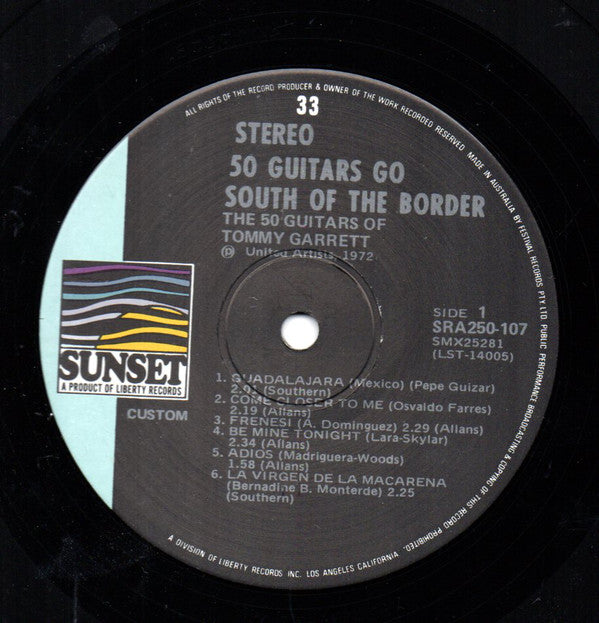 ALL RIGHTS OF THE RECORD PRODUCER & OWNER OF THE WORK RECORDED RESERVED. MADE IN AUSTRALIA BY FESTIVAL RECORDS PTY. LTD. PUBLIC PERFORMANCE BROADCASTING & COPYING OF THIS RECORD PROHIBITED.
33
STEREO
50 GUITARS GO
SOUTH OF THE BORDER
THE 50 GUITARS OF
TOMMY GARRETT
℗ United Artists, 1972
SIDE 1
SRA250-107
SMX25281
(LST-14005)
SUNSET
A PRODUCT OF LIBERTY RECORDS
CUSTOM
1. GUADALAJARA (Mexico) (Pepe Guizar)
2.01 (Southern)
2. COME CLOSER TO ME (Osvaldo Farres)
2.19 (Allans)
3. FRENESI (A. Dominguez) 2.29 (Allans)
4. BE MINE TONIGHT (Lara-Skylar)
2.34 (Allans)
5. ADIOS (Madriguera-Woods)
1.58 (Allans)
6. LA VIRGEN DE LA MACARENA
(Bernadine B. Monterde) 2.25
(Southern)
A DIVISION OF LIBERTY RECORDS INC. LOS ANGELES CALIFORNIA.